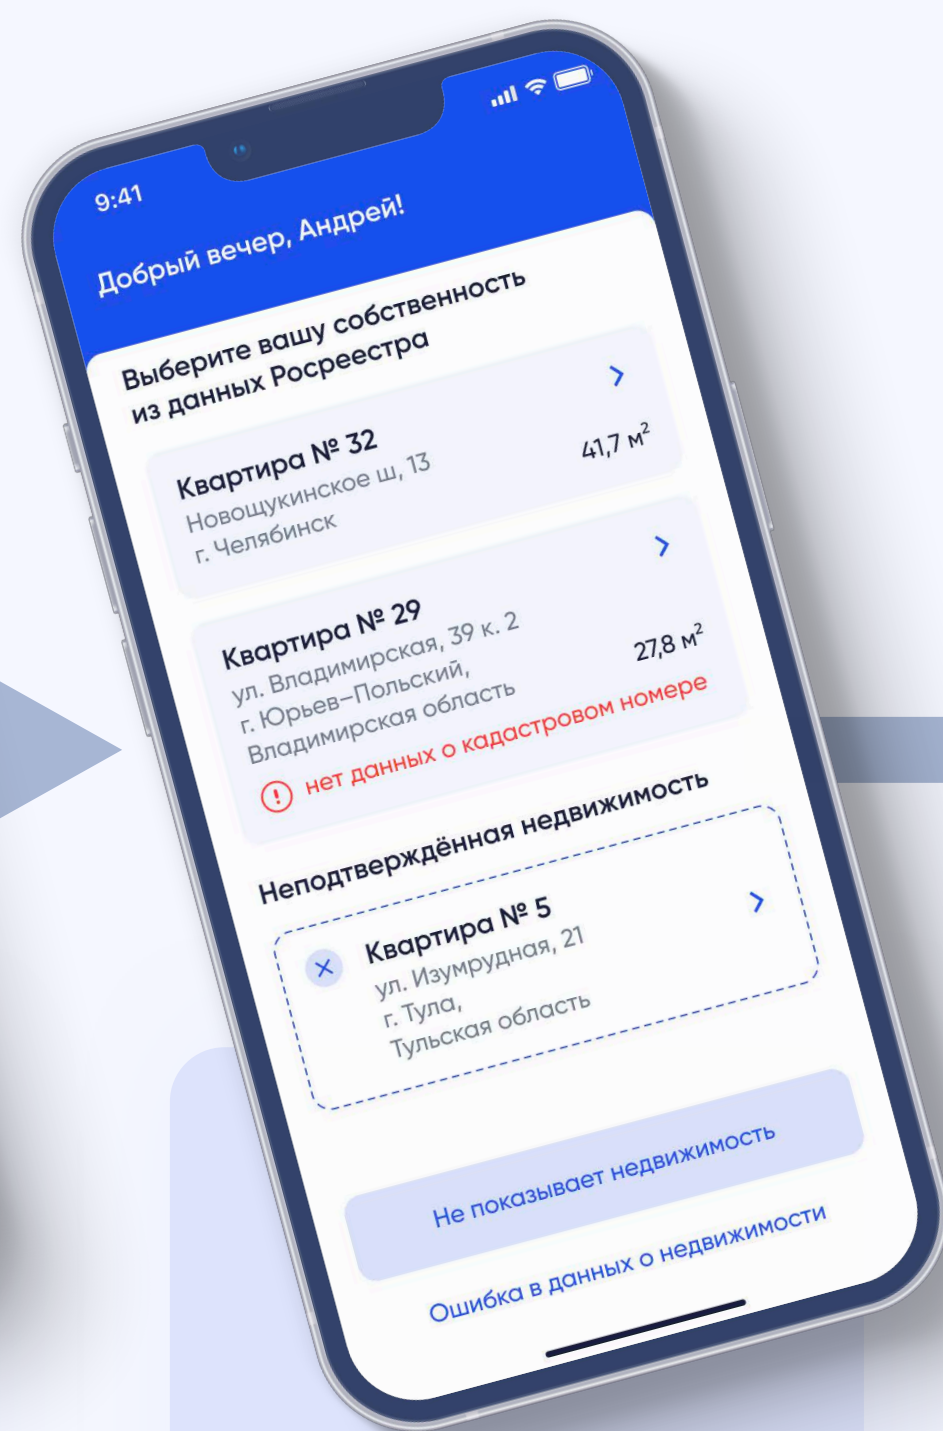 9:41
Добрый вечер, Андрей!
Выберите вашу собственность
из данных Росреестра
Квартира № 32
Новощукинское ш, 13
г. Челябинск
41,7 м²
Квартира № 29
ул. Владимирская, 39 к. 2
г. Юрьев–Польский,
Владимирская область
27,8 м²
нет данных о кадастровом номере
Неподтверждённая недвижимость
Квартира № 5
ул. Изумрудная, 21
г. Тула,
Тульская область
Не показывает недвижимость
Ошибка в данных о недвижимости